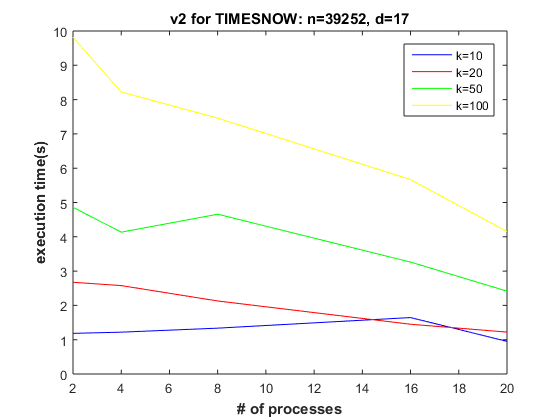 v2 for TIMESNOW: n=39252, d=17
10
9
8
7
6
5
4
3
2
1
0
execution time(s)
k=10
k=20
k=50
k=100
2 4 6 8 10 12 14 16 18 20
# of processes